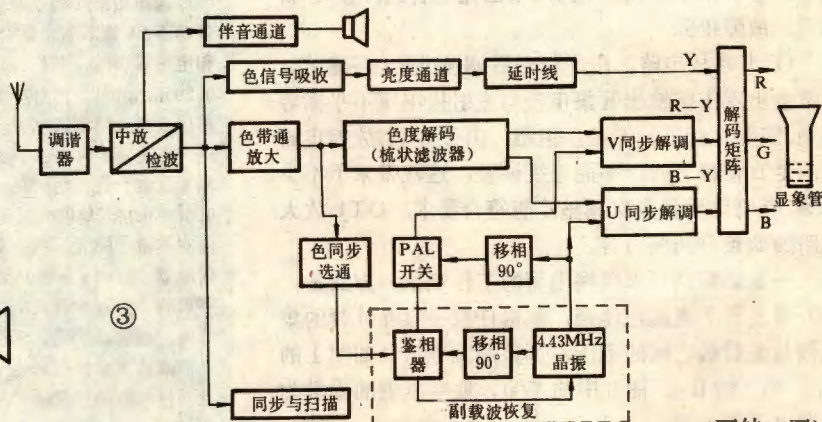 伴音通道
色信号吸收
亮度通道
延时线
Y
R
R—Y
解码矩阵
调谐器
中放
检波
色带通放大
色度解码
(梳状滤波器)
V同步解调
G
B—Y
U同步解调
显象管
B
色同步选通
PAL开关
移相90°
③
鉴相器
移相90°
4.43MHz晶振
副载波恢复
同步与扫描